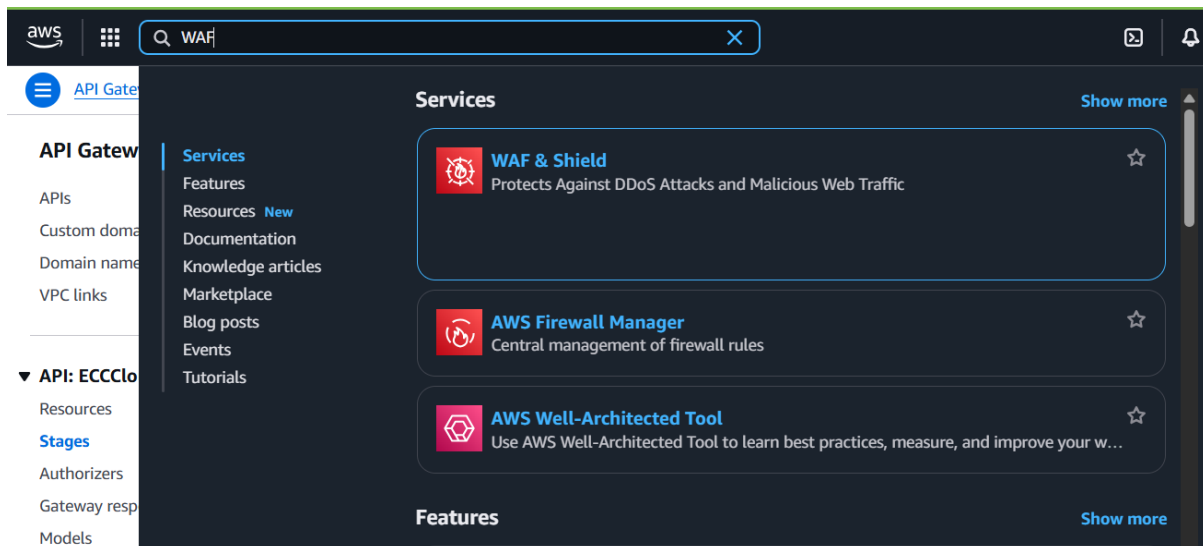 aws
WAF
API Gate
API Gatew
APIs
Custom doma
Domain name
VPC links
API: ECCClo
Resources
Stages
Authorizers
Gateway resp
Models
Services
Features
Resources New
Documentation
Knowledge articles
Marketplace
Blog posts
Events
Tutorials
Services
Show more
WAF & Shield
Protects Against DDoS Attacks and Malicious Web Traffic
AWS Firewall Manager
Central management of firewall rules
AWS Well-Architected Tool
Use AWS Well-Architected Tool to learn best practices, measure, and improve your w…
Features
Show more